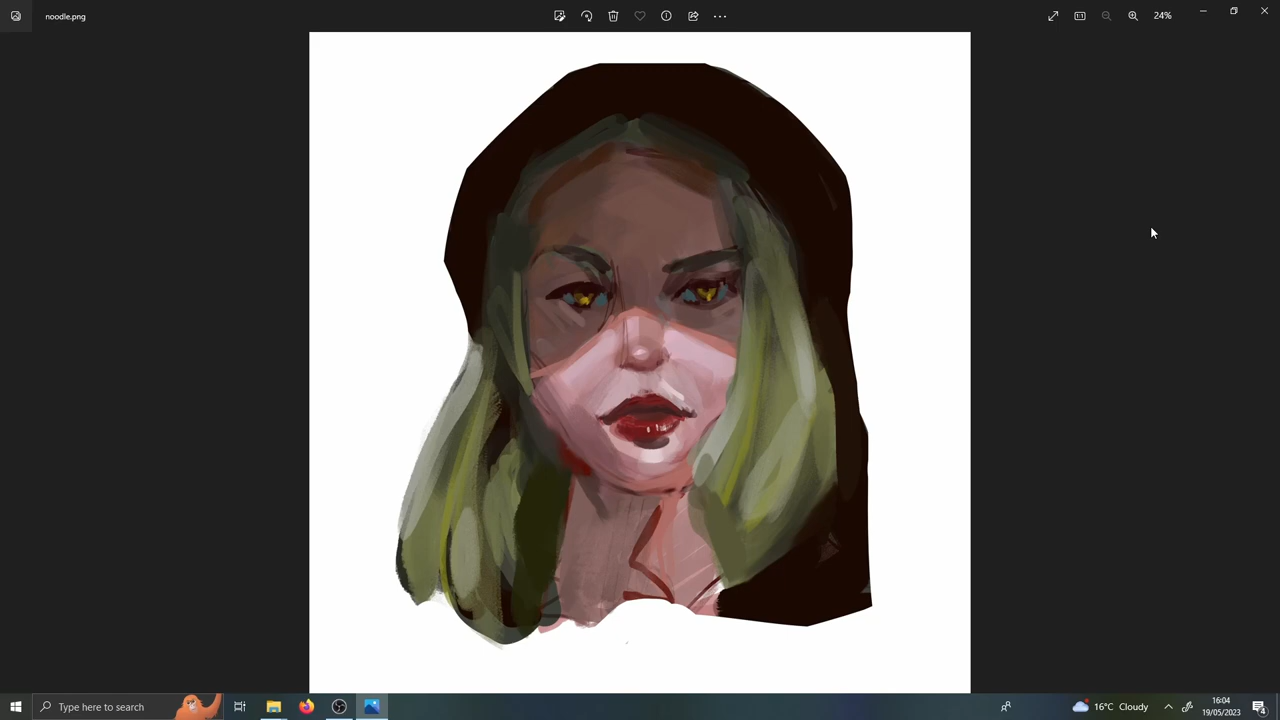 noodle.png
24%
Type here to search
16°C Cloudy
16:04
19/05/2023